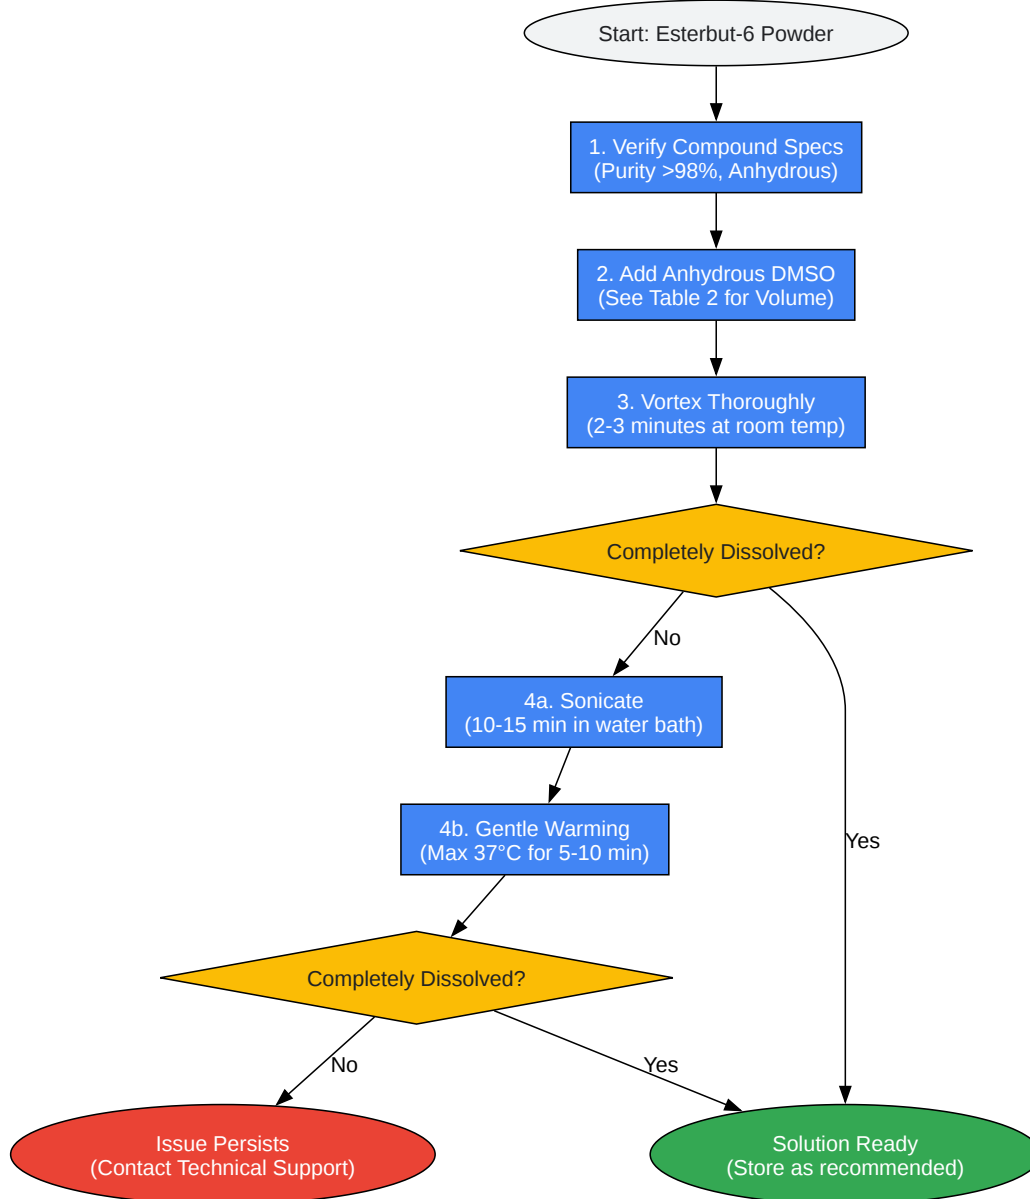 Start: Esterbut-6 Powder
1. Verify Compound Specs
(Purity >98%, Anhydrous)
2. Add Anhydrous DMSO
(See Table 2 for Volume)
3. Vortex Thoroughly
(2-3 minutes at room temp)
Completely Dissolved?
No
4a. Sonicate
(10-15 min in water bath)
4b. Gentle Warming
(Max 37°C for 5-10 min)
Yes
Completely Dissolved?
No
Yes
Issue Persists
(Contact Technical Support)
Solution Ready
(Store as recommended)